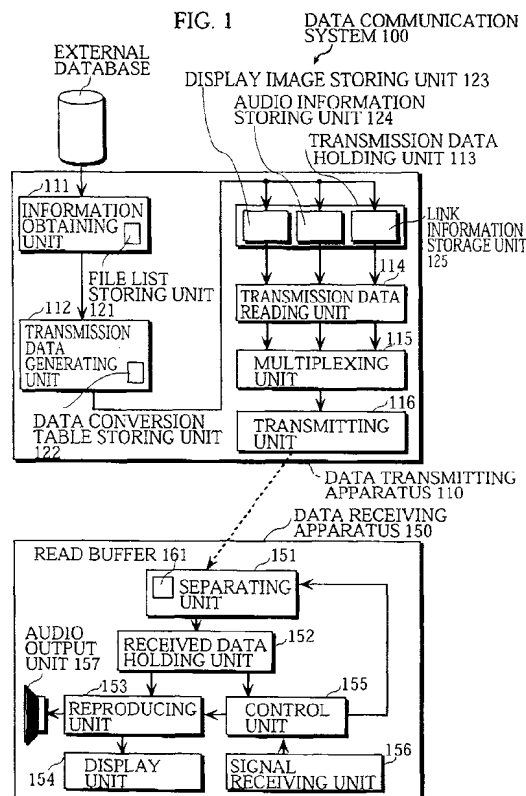 FIG. 1
DATA COMMUNICATION
SYSTEM 100
EXTERNAL
DATABASE
DISPLAY IMAGE STORING UNIT 123
AUDIO INFORMATION
STORING UNIT 124
TRANSMISSION DATA
HOLDING UNIT 113
111
INFORMATION
OBTAINING
UNIT
LINK
INFORMATION
STORAGE UNIT
125
FILE LIST
STORING UNIT
121
114
TRANSMISSION DATA
READING UNIT
112
TRANSMISSION
DATA
GENERATING
UNIT
115
MULTIPLEXING
UNIT
DATA CONVERSION
TABLE STORING UNIT
122
116
TRANSMITTING
UNIT
DATA TRANSMITTING
APPARATUS 110
DATA RECEIVING
APPARATUS 150
READ BUFFER 161
151
SEPARATING
UNIT
AUDIO
OUTPUT
UNIT 157
152
RECEIVED DATA
HOLDING UNIT
153
REPRODUCING
UNIT
155
CONTROL
UNIT
154
DISPLAY
UNIT
156
SIGNAL
RECEIVING UNIT